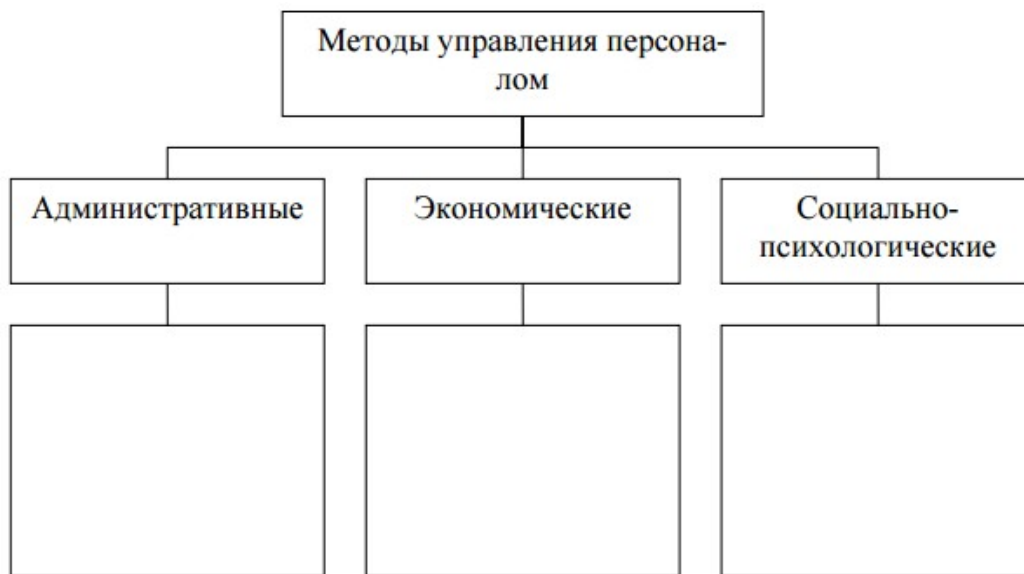 Методы управления персона-
лом
Административные
Экономические
Социально-
психологические